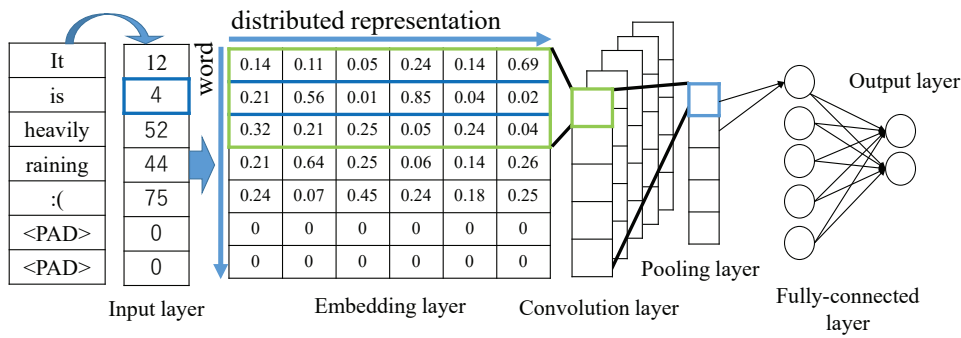 distributed representation
word
It
is
heavily
raining
:(
<PAD>
<PAD>
12
4
52
44
75
0
0
0.14 0.11 0.05 0.24 0.14 0.69
0.21 0.56 0.01 0.85 0.04 0.02
0.32 0.21 0.25 0.05 0.24 0.04
0.21 0.64 0.25 0.06 0.14 0.26
0.24 0.07 0.45 0.24 0.18 0.25
0 0 0 0 0 0
0 0 0 0 0 0
Input layer
Embedding layer
Convolution layer
Pooling layer
Fully-connected
layer
Output layer